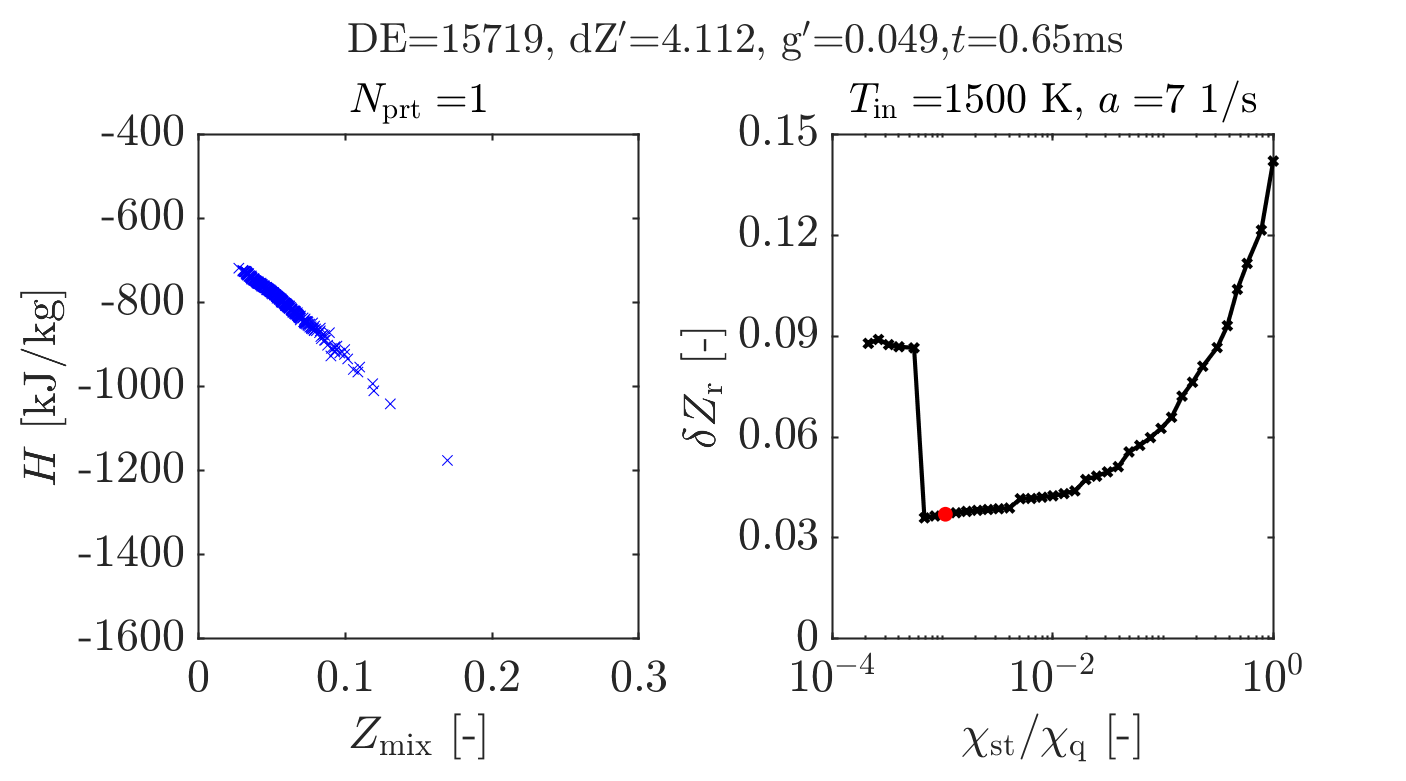 DE=15719, dZ′=4.112, g′=0.049,t=0.65ms
N_prt =1
-400
-600
-800
-1000
-1200
-1400
-1600
0 0.1 0.2 0.3
H [kJ/kg]
Z_mix [-]
T_in =1500 K, a =7 1/s
0.15
0.12
0.09
0.06
0.03
0
10⁻⁴ 10⁻² 10⁰
δZ_r [-]
χ_st/χ_q [-]